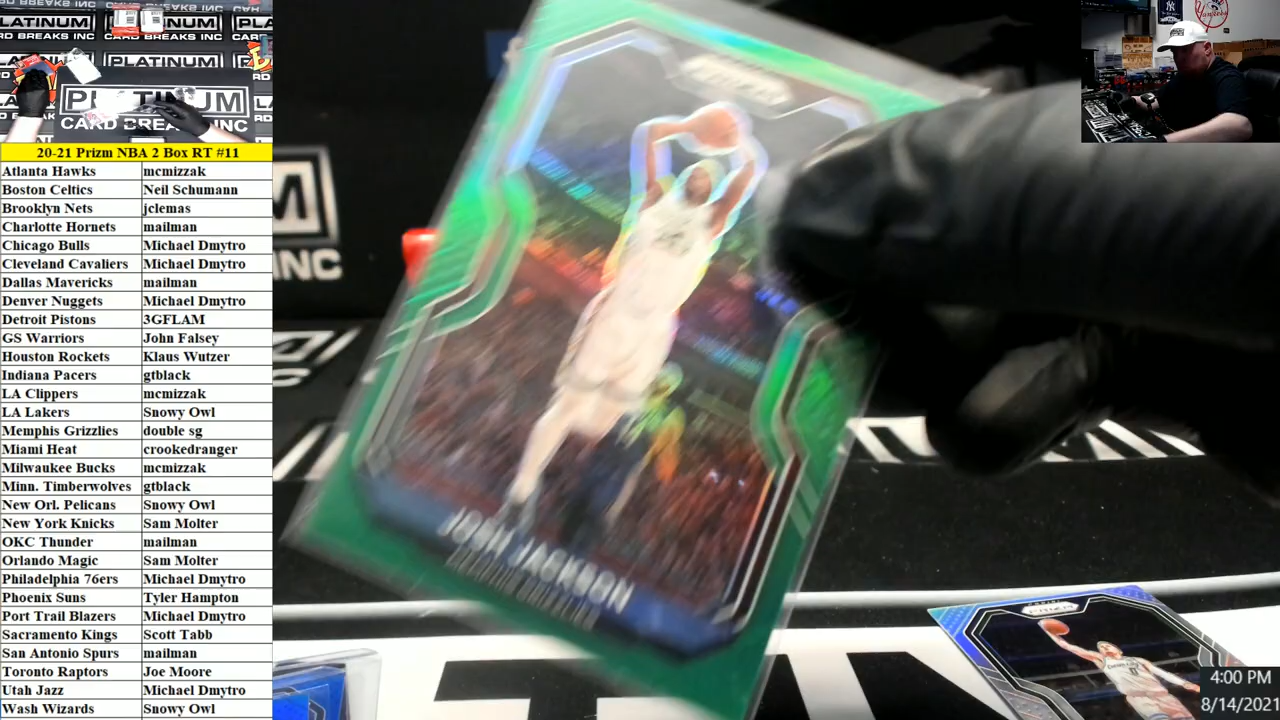 PLATINUM
CARD BREAKS INC
20-21 Prizm NBA 2 Box RT #11
Atlanta Hawks mcmizzak
Boston Celtics Neil Schumann
Brooklyn Nets jclemas
Charlotte Hornets mailman
Chicago Bulls Michael Dmytro
Cleveland Cavaliers Michael Dmytro
Dallas Mavericks mailman
Denver Nuggets Michael Dmytro
Detroit Pistons 3GFLAM
GS Warriors John Falsey
Houston Rockets Klaus Wutzer
Indiana Pacers gtblack
LA Clippers mcmizzak
LA Lakers Snowy Owl
Memphis Grizzlies double sg
Miami Heat crookedranger
Milwaukee Bucks mcmizzak
Minn. Timberwolves gtblack
New Orl. Pelicans Snowy Owl
New York Knicks Sam Molter
OKC Thunder mailman
Orlando Magic Sam Molter
Philadelphia 76ers Michael Dmytro
Phoenix Suns Tyler Hampton
Port Trail Blazers Michael Dmytro
Sacramento Kings Scott Tabb
San Antonio Spurs mailman
Toronto Raptors Joe Moore
Utah Jazz Michael Dmytro
Wash Wizards Snowy Owl
JOSH JACKSON
INC
4:00 PM
8/14/2021